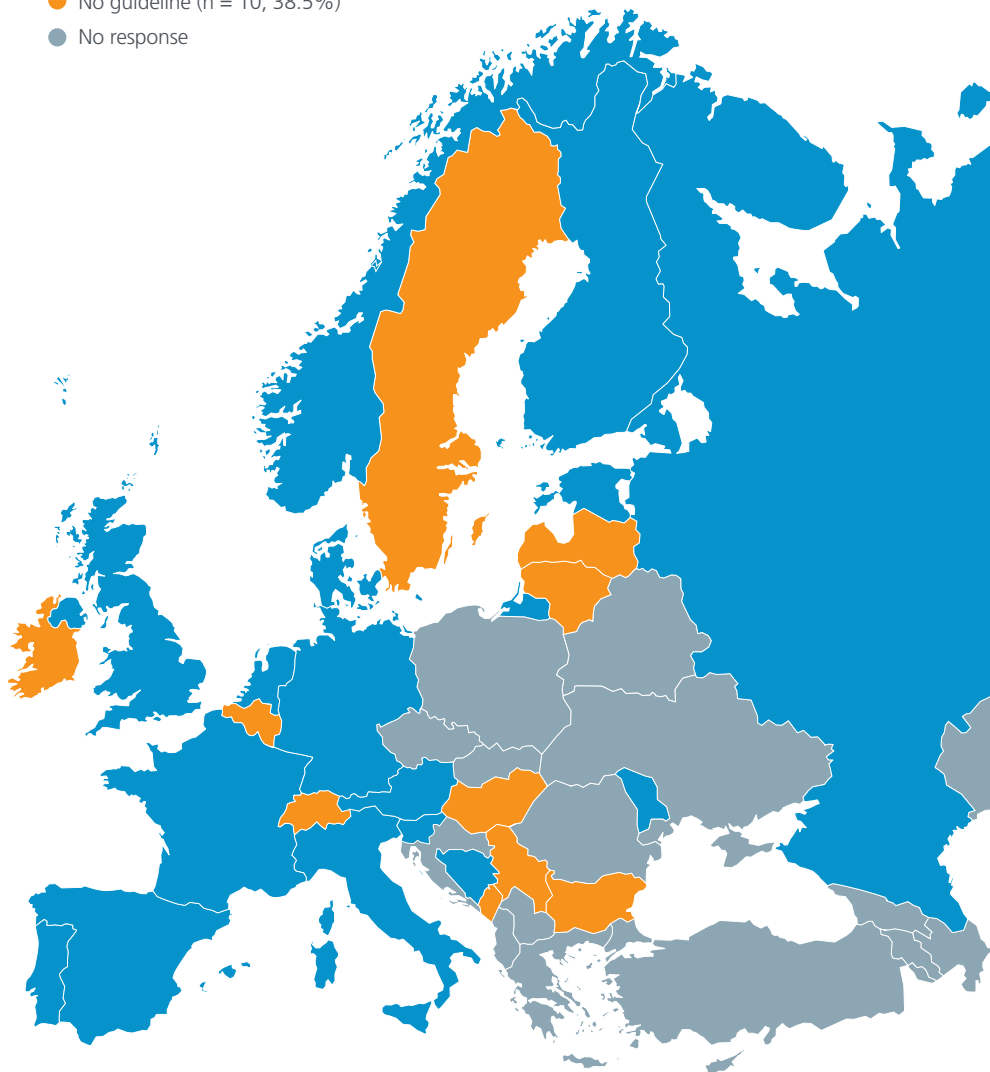 No guideline (n = 10, 38.5%)
No response